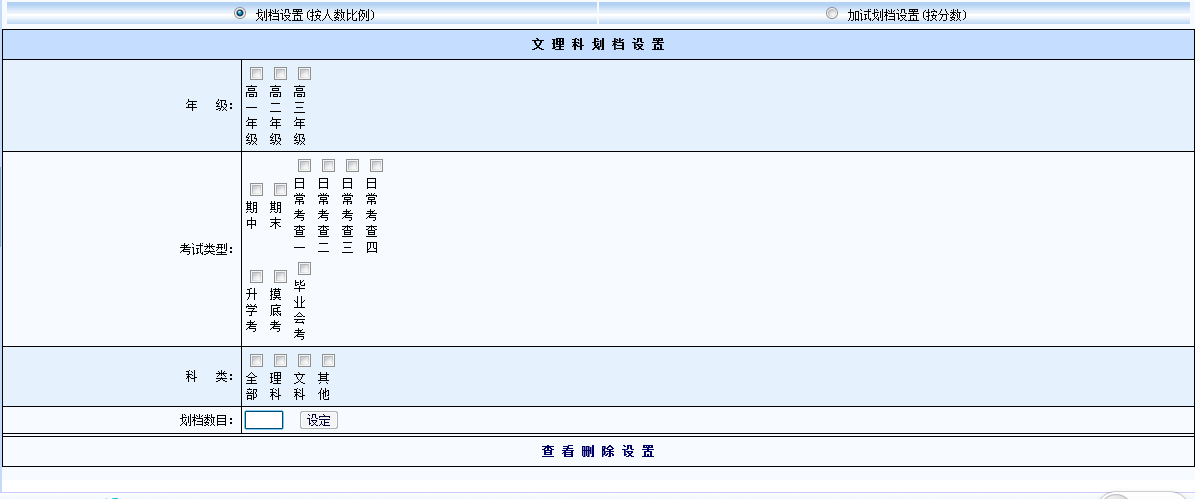 划档设置(按人数比例) 加试划档设置(按分数)
文理科划档设置
年 级: 高一年级 高二年级 高三年级
考试类型: 期中 期末 日常考查一 日常考查二 日常考查三 日常考查四
升学考 摸底考 毕业会考
科 类: 全部 理科 文科 其他
划档数目: 设定
查看删除设置